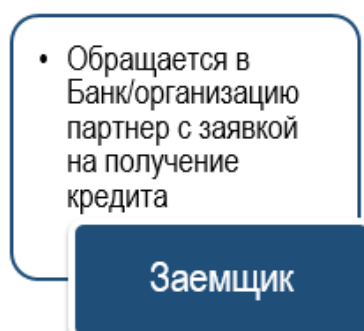 • Обращается в
Банк/организацию
партнер с заявкой
на получение
кредита
Заемщик